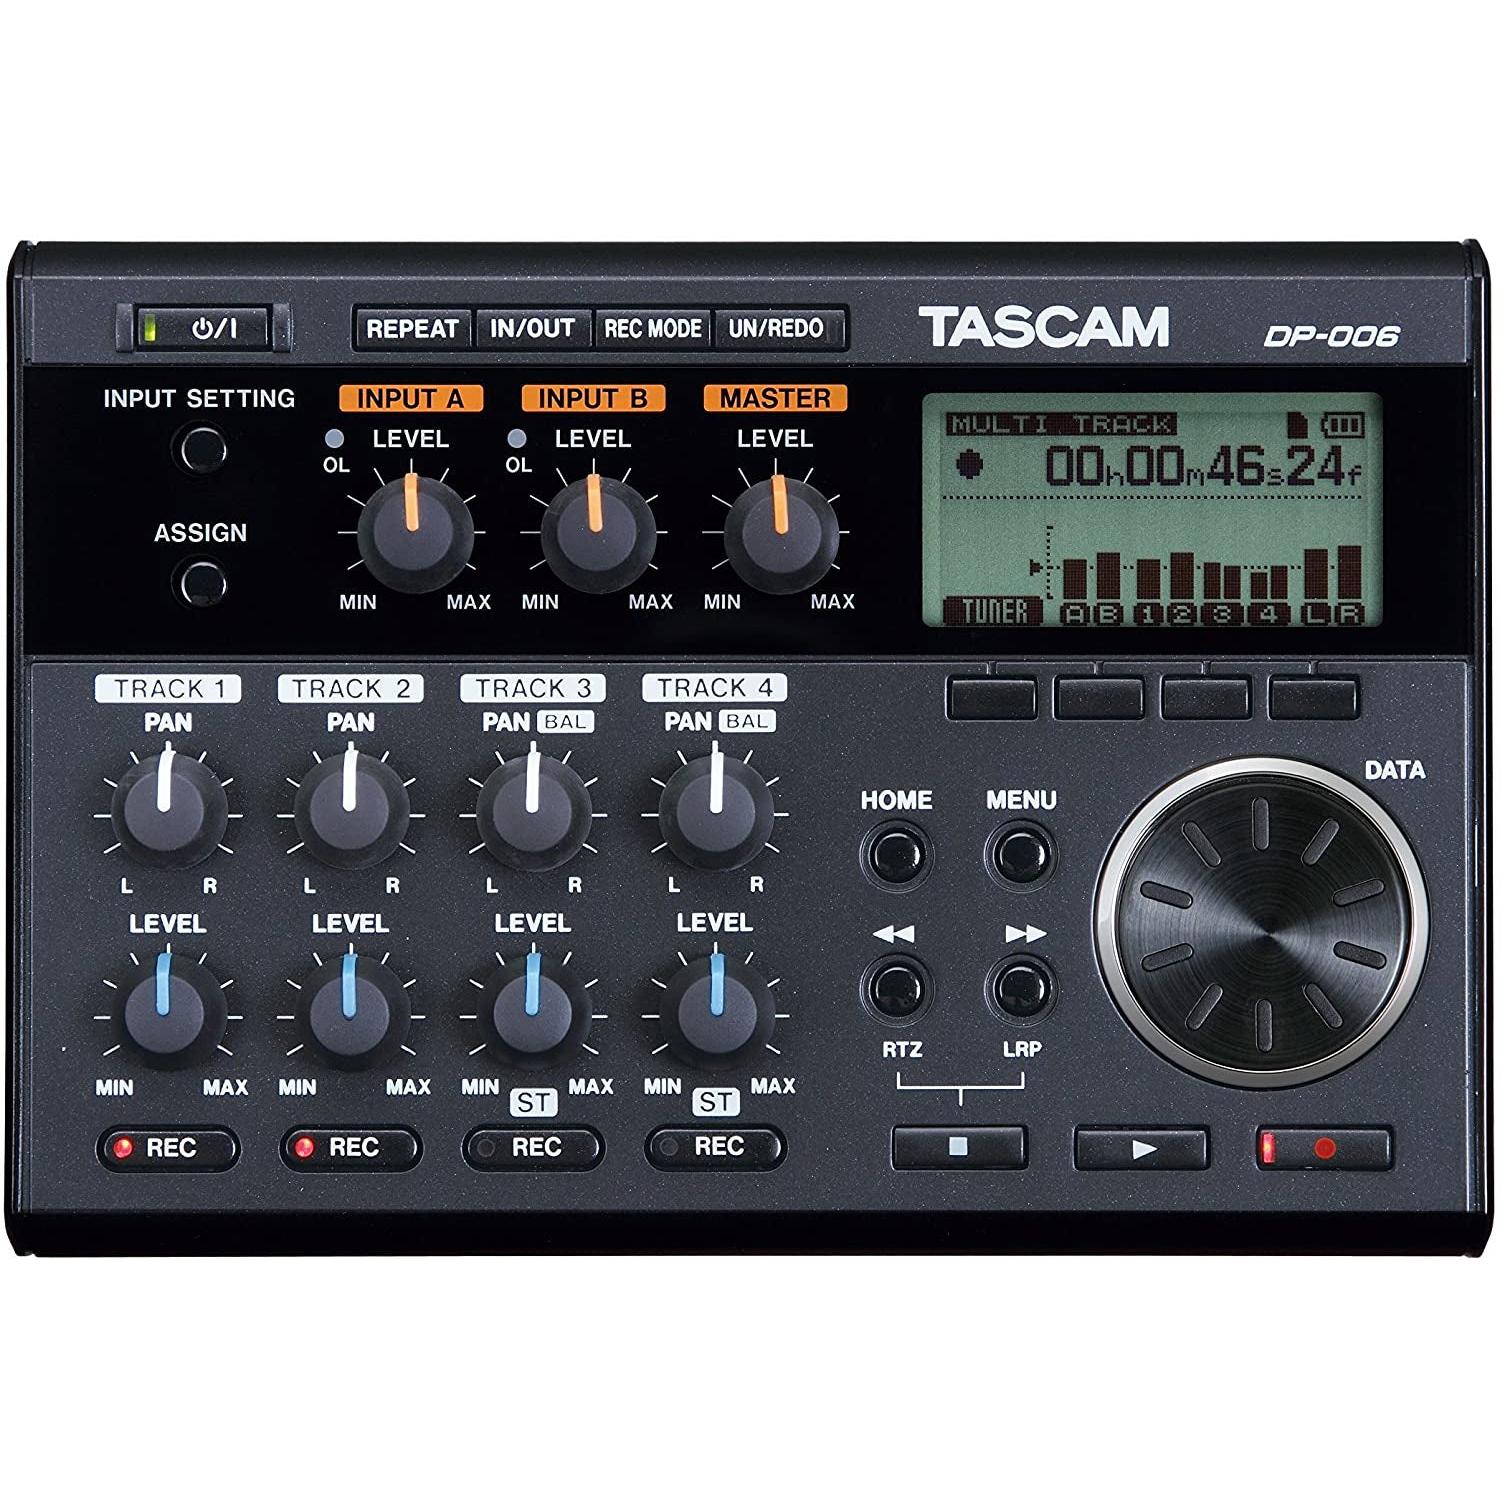 ⏻/I
REPEAT IN/OUT REC MODE UN/REDO
TASCAM
DP-006
INPUT SETTING
ASSIGN
INPUT A
LEVEL
OL
MIN MAX
INPUT B
LEVEL
OL
MIN MAX
MASTER
LEVEL
MIN MAX
MULTI TRACK
00h00m46s24f
TUNER A B 1 2 3 4 L R
TRACK 1
PAN
L R
LEVEL
MIN MAX
REC
TRACK 2
PAN
L R
LEVEL
MIN MAX
REC
TRACK 3
PAN BAL
L R
LEVEL
MIN MAX
ST
REC
TRACK 4
PAN BAL
L R
LEVEL
MIN MAX
ST
REC
HOME MENU
DATA
RTZ LRP